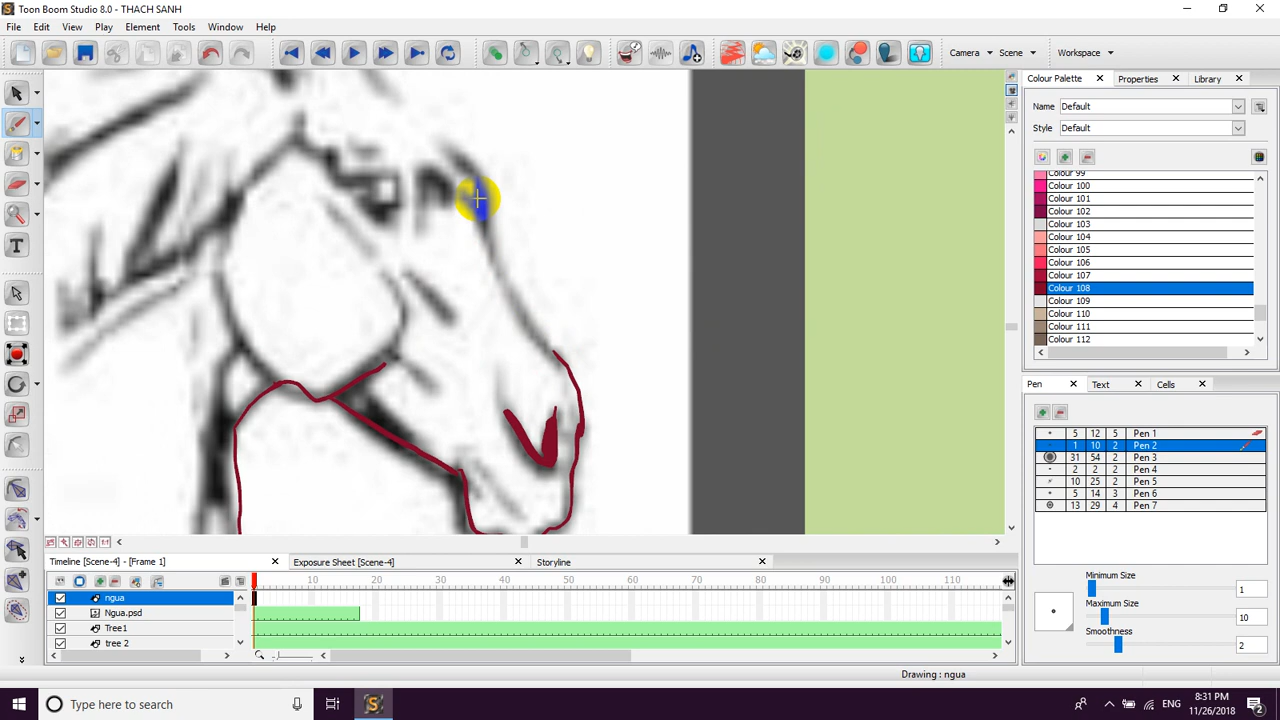 Toon Boom Studio 8.0 - THACH SANH
File Edit View Play Element Tools Window Help
Camera Scene Workspace
Colour Palette Properties Library
Name Default
Style Default
Colour 99
Colour 100
Colour 101
Colour 102
Colour 103
Colour 104
Colour 105
Colour 106
Colour 107
Colour 108
Colour 109
Colour 110
Colour 111
Colour 112
Pen Text Cells
5 12 5 Pen 1
1 10 2 Pen 2
31 54 2 Pen 3
2 2 2 Pen 4
10 25 2 Pen 5
5 14 3 Pen 6
13 29 4 Pen 7
Minimum Size
1
Maximum Size
10
Smoothness
2
Timeline [Scene-4] - [Frame 1] Exposure Sheet [Scene-4] Storyline
10 20 30 40 50 60 70 80 90 100 110
ngua
Ngua.psd
Tree1
tree 2
Drawing : ngua
Type here to search
ENG
8:31 PM
11/26/2018
2